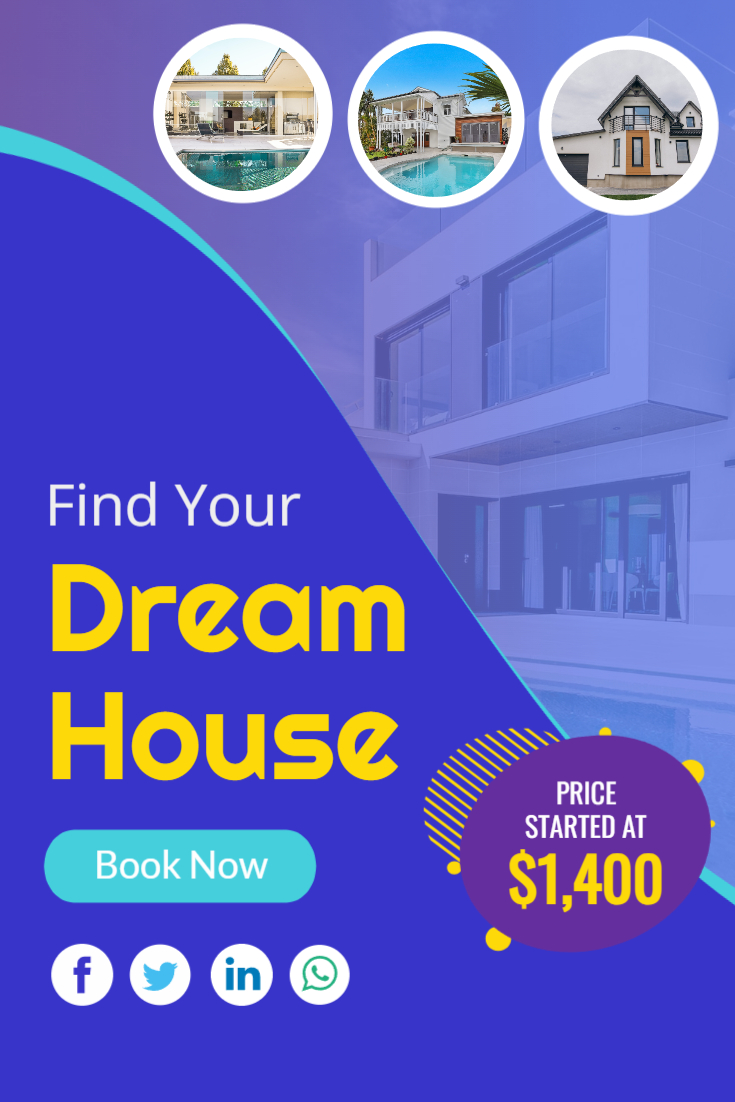 Find Your
Dream
House
Book Now
PRICE
STARTED AT
$1,400